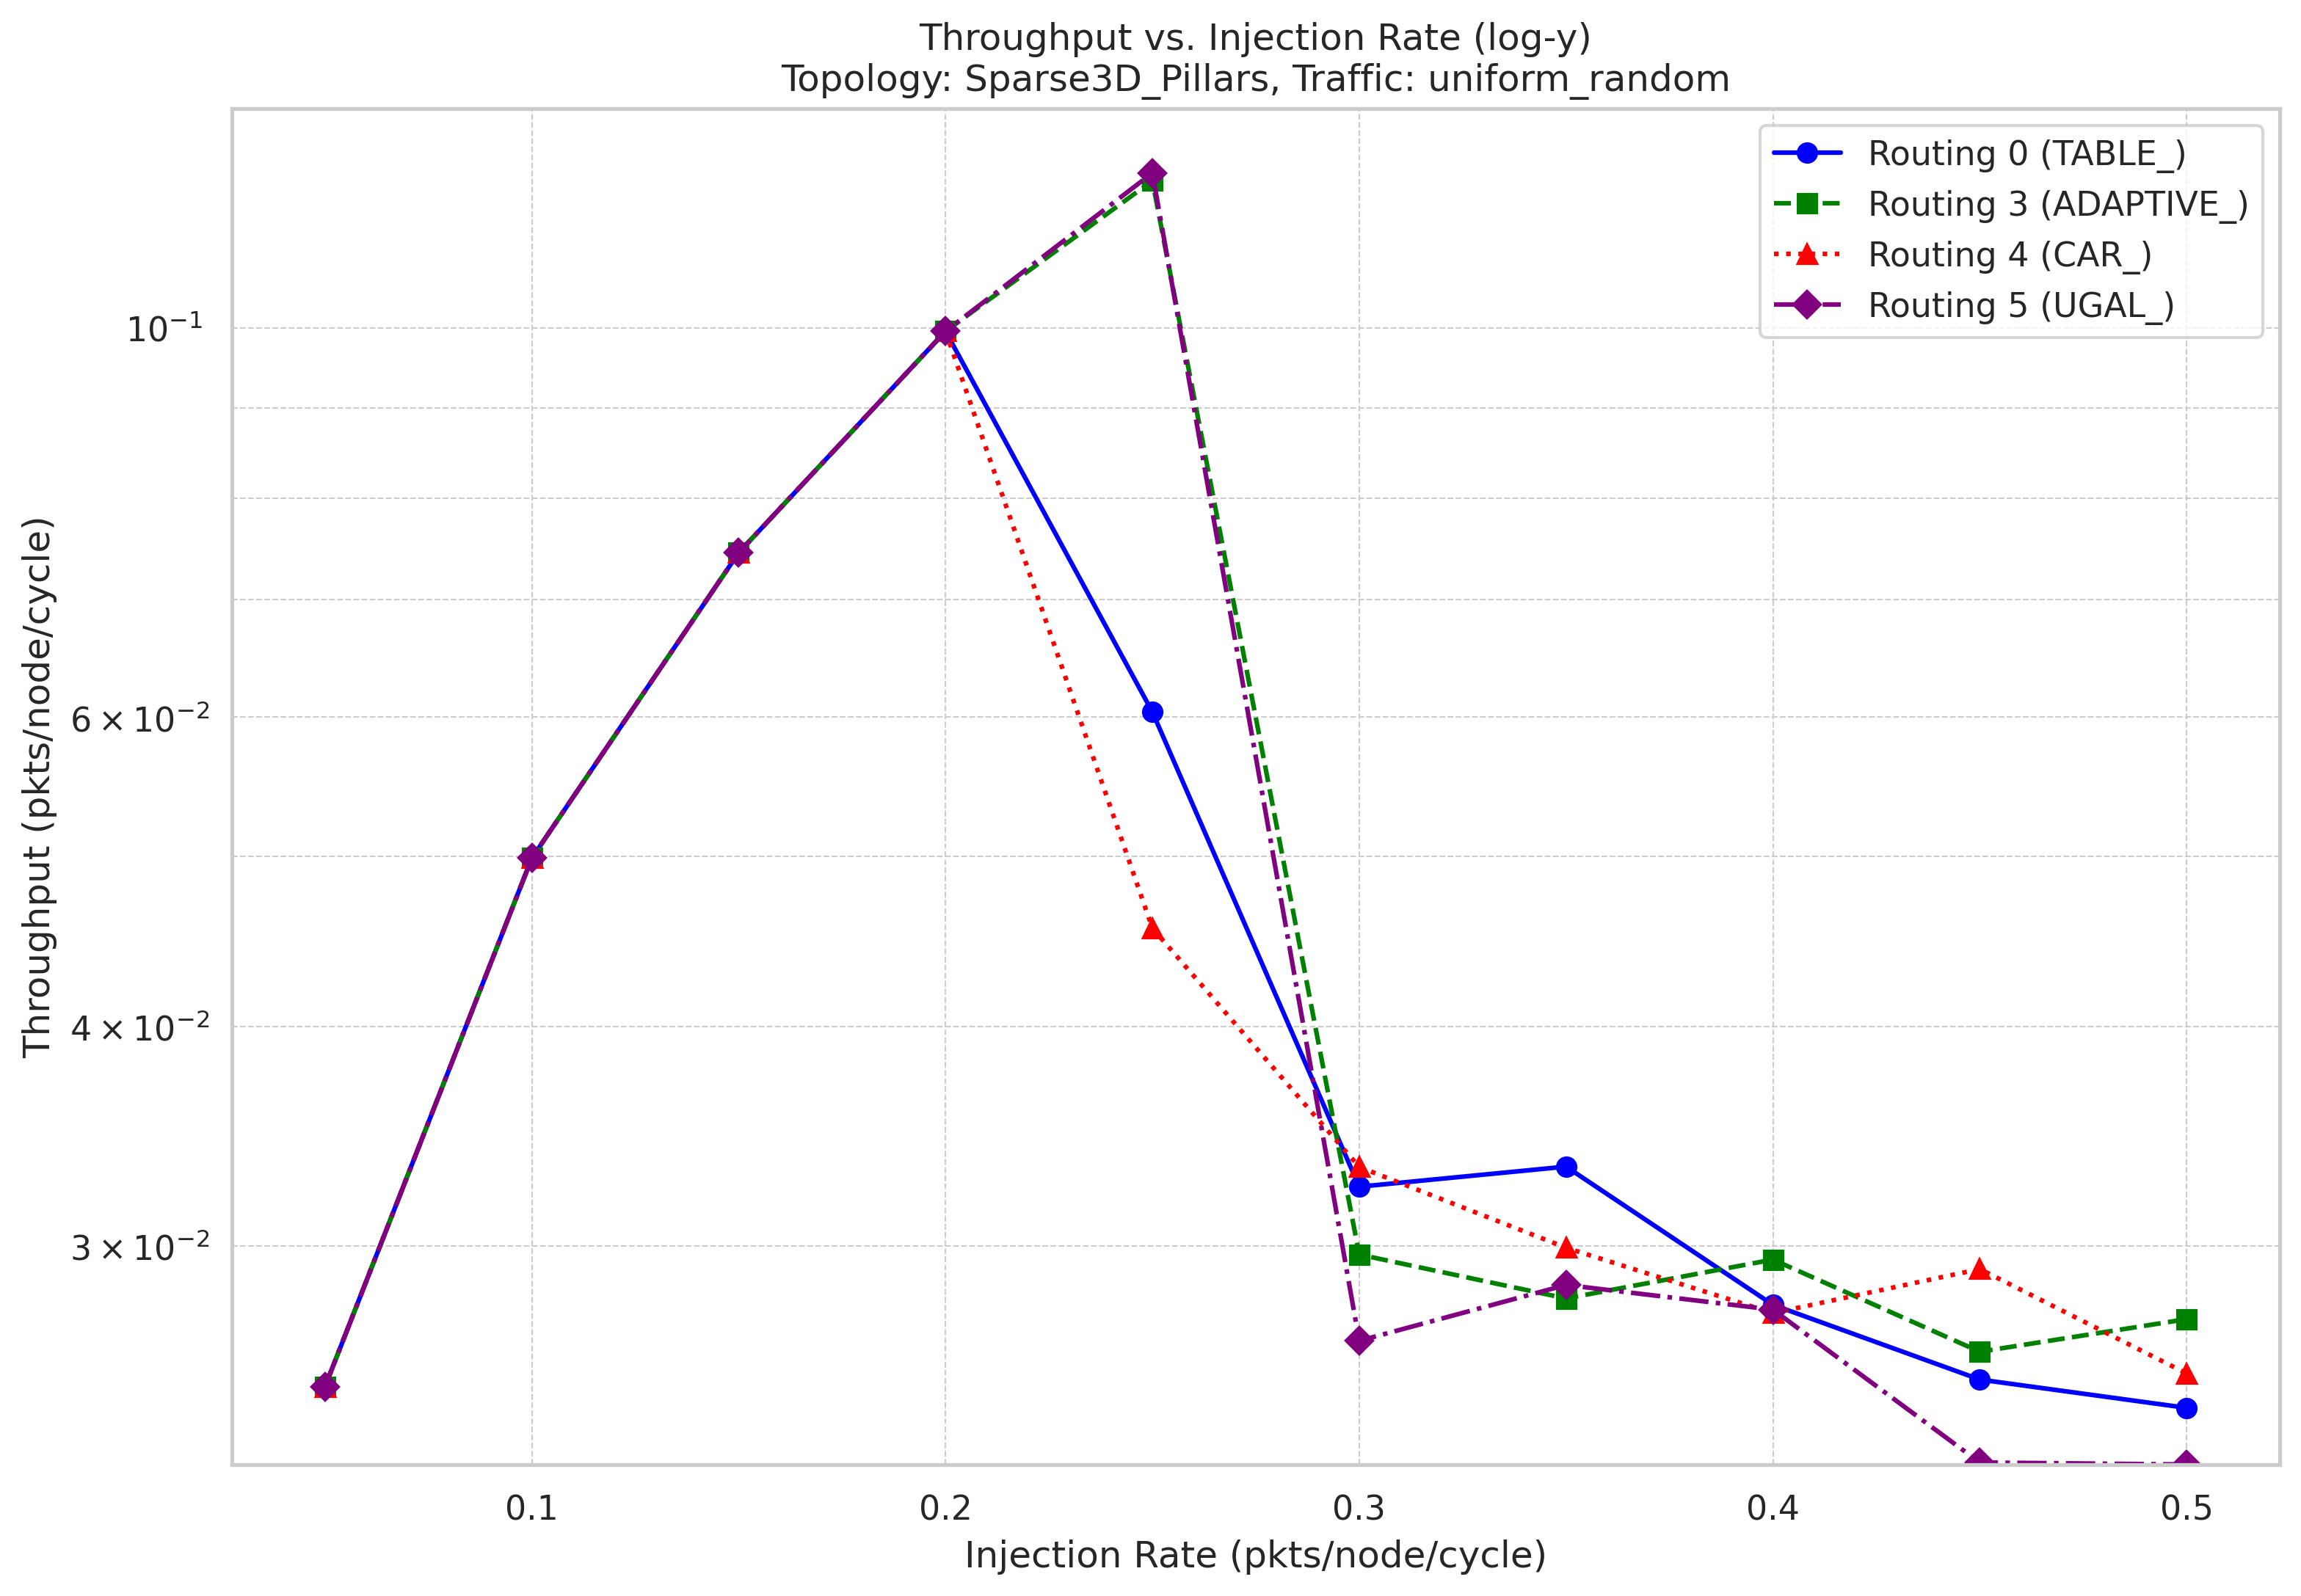 Throughput vs. Injection Rate (log-y)
Topology: Sparse3D_Pillars, Traffic: uniform_random
Routing 0 (TABLE_)
Routing 3 (ADAPTIVE_)
Routing 4 (CAR_)
Routing 5 (UGAL_)
Throughput (pkts/node/cycle)
10⁻¹
6 × 10⁻²
4 × 10⁻²
3 × 10⁻²
0.1 0.2 0.3 0.4 0.5
Injection Rate (pkts/node/cycle)